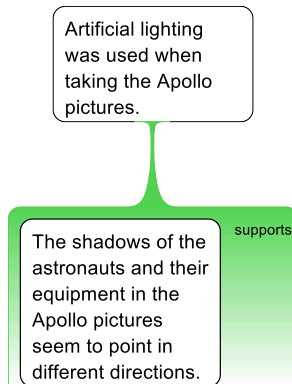 Artificial lighting
was used when
taking the Apollo
pictures.
supports
The shadows of the
astronauts and their
equipment in the
Apollo pictures
seem to point in
different directions.